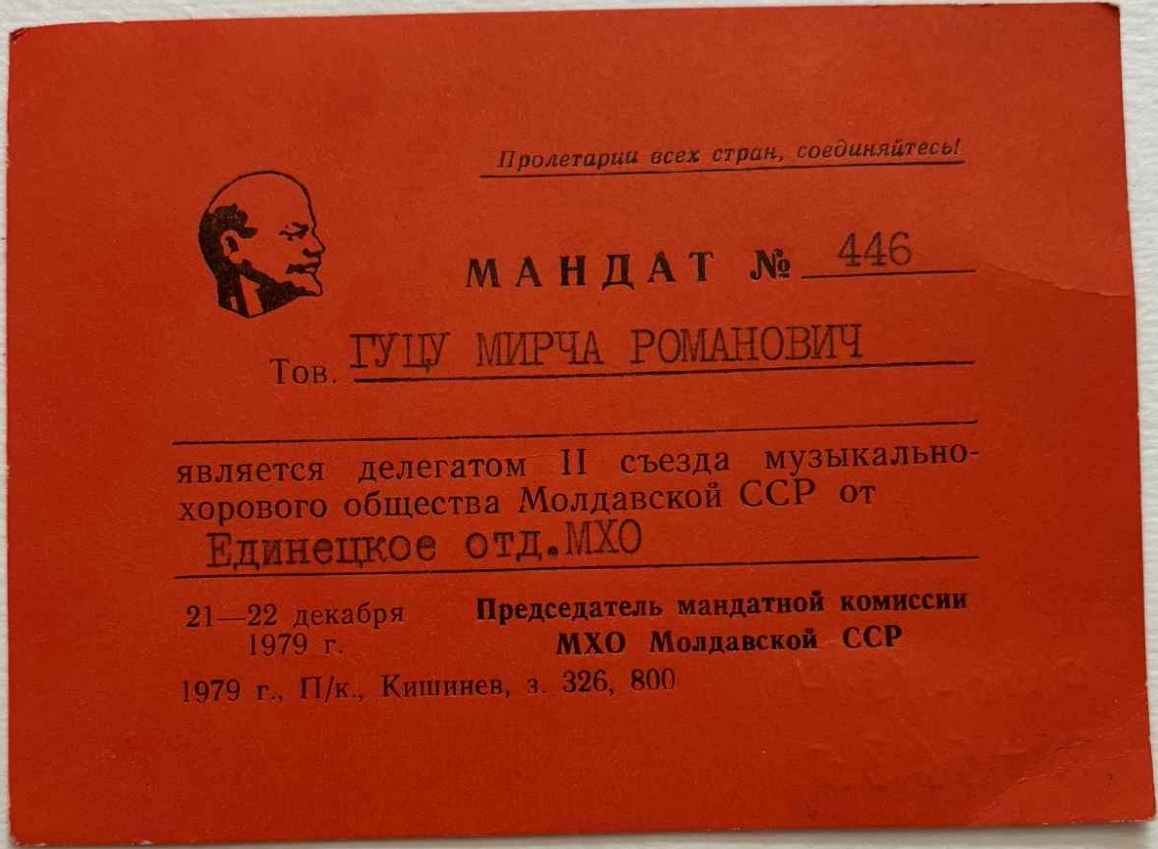 Пролетарии всех стран, соединяйтесь!
МАНДАТ № 446
Тов. ГУЦУ МИРЧА РОМАНОВИЧ
является делегатом II съезда музыкально-
хорового общества Молдавской ССР от
Единецкое отд.МХО
21—22 декабря Председатель мандатной комиссии
1979 г. МХО Молдавской ССР
1979 г., П/к., Кишинев, з. 326, 800